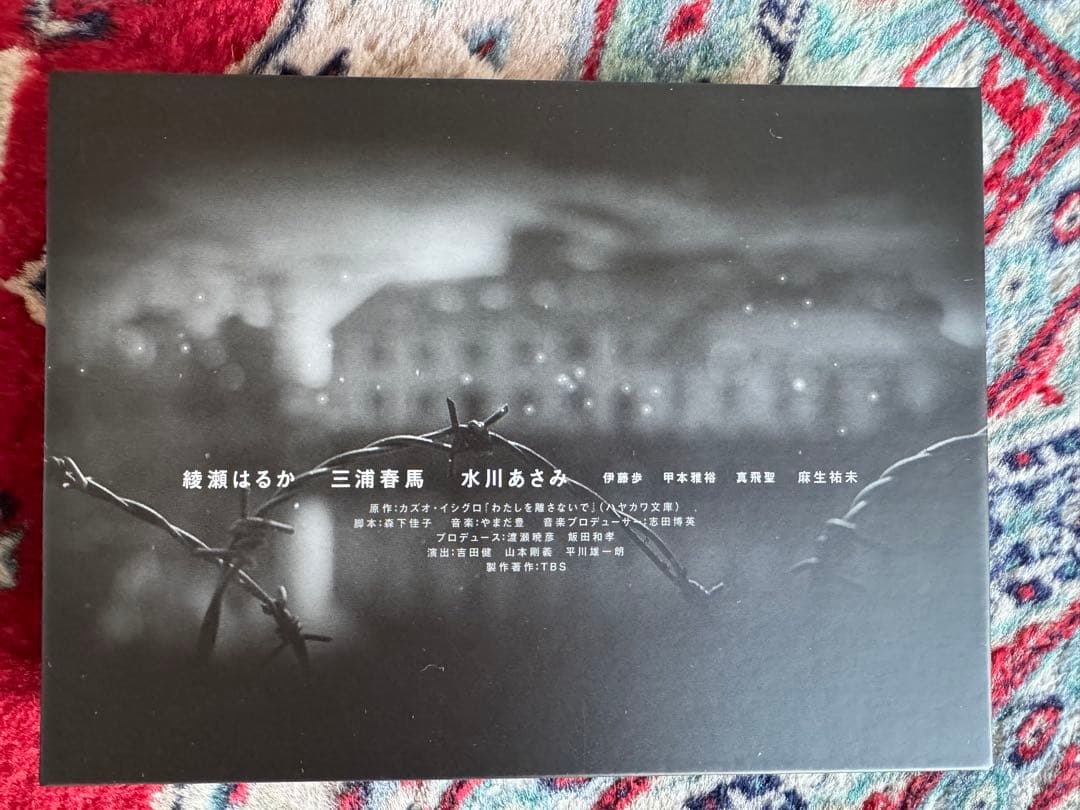 綾瀬はるか 三浦春馬 水川あさみ 伊藤歩 甲本雅裕 真飛聖 麻生祐未
原作:カズオ・イシグロ「わたしを離さないで」(ハヤカワ文庫)
脚本:森下佳子 音楽:やまだ豊 音楽プロデューサー:志田博英
プロデュース:渡瀬暁彦 飯田和孝
演出:吉田健 山本剛義 平川雄一朗
製作著作:TBS